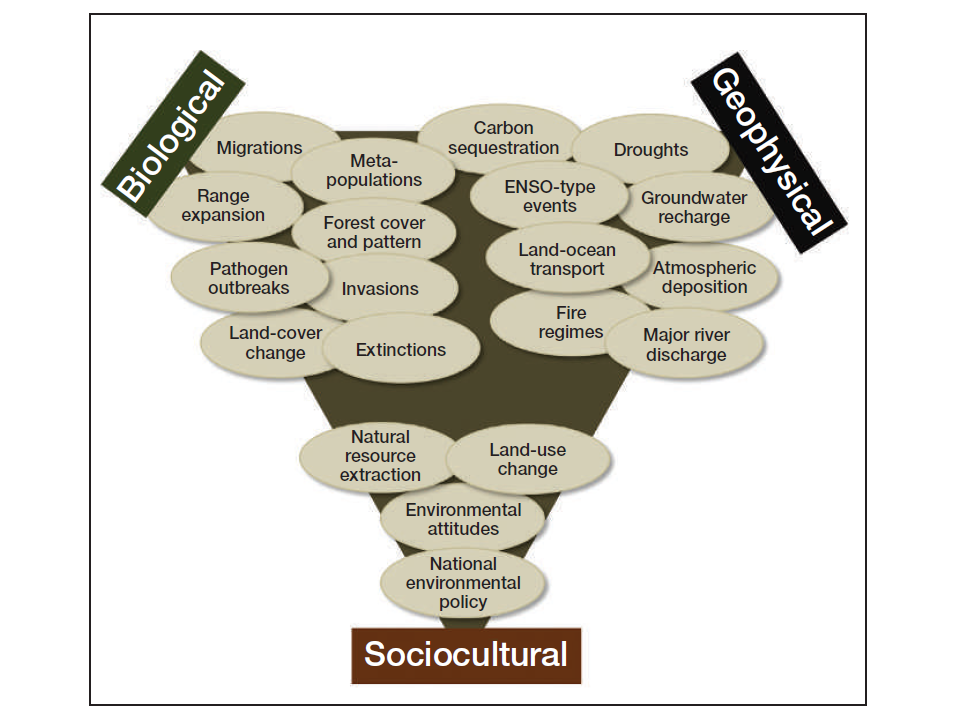 Biological
Geophysical
Migrations
Meta-
populations
Carbon
sequestration
Droughts
Range
expansion
Forest cover
and pattern
ENSO-type
events
Groundwater
recharge
Pathogen
outbreaks
Invasions
Land-ocean
transport
Atmospheric
deposition
Land-cover
change
Extinctions
Fire
regimes
Major river
discharge
Natural
resource
extraction
Land-use
change
Environmental
attitudes
National
environmental
policy
Sociocultural